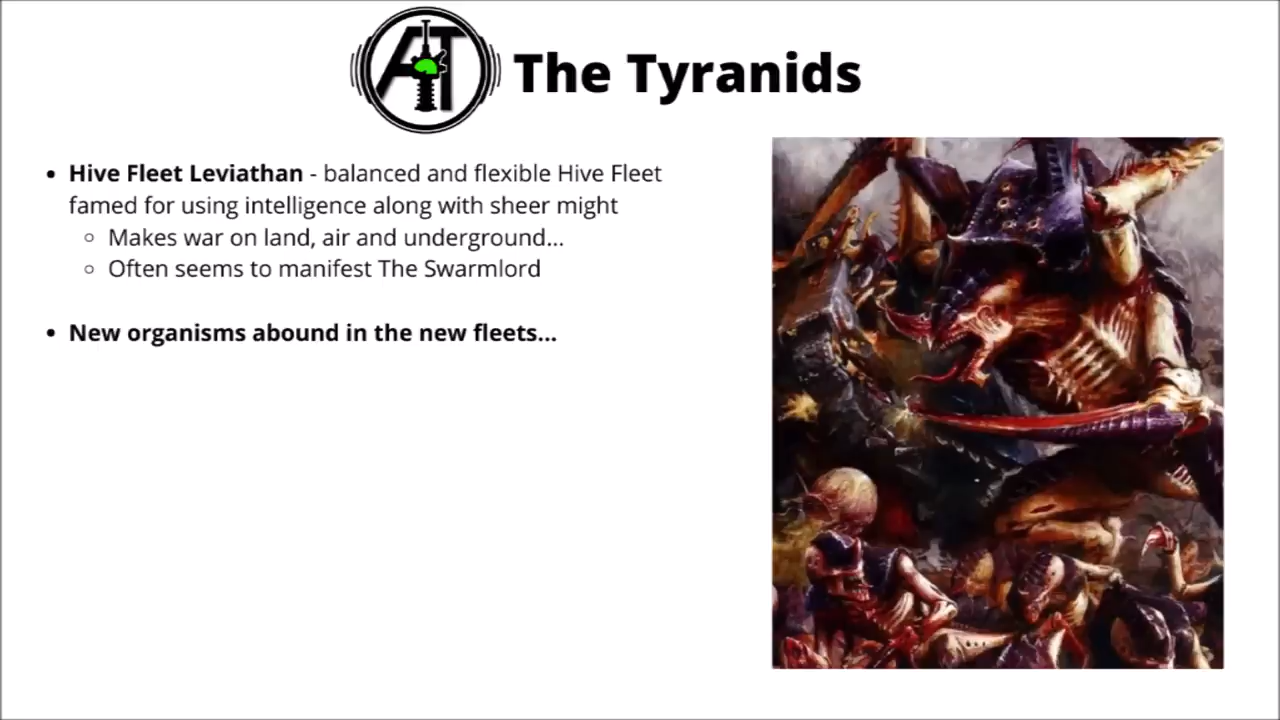 AT The Tyranids
• Hive Fleet Leviathan - balanced and flexible Hive Fleet
famed for using intelligence along with sheer might
○ Makes war on land, air and underground...
○ Often seems to manifest The Swarmlord
• New organisms abound in the new fleets...